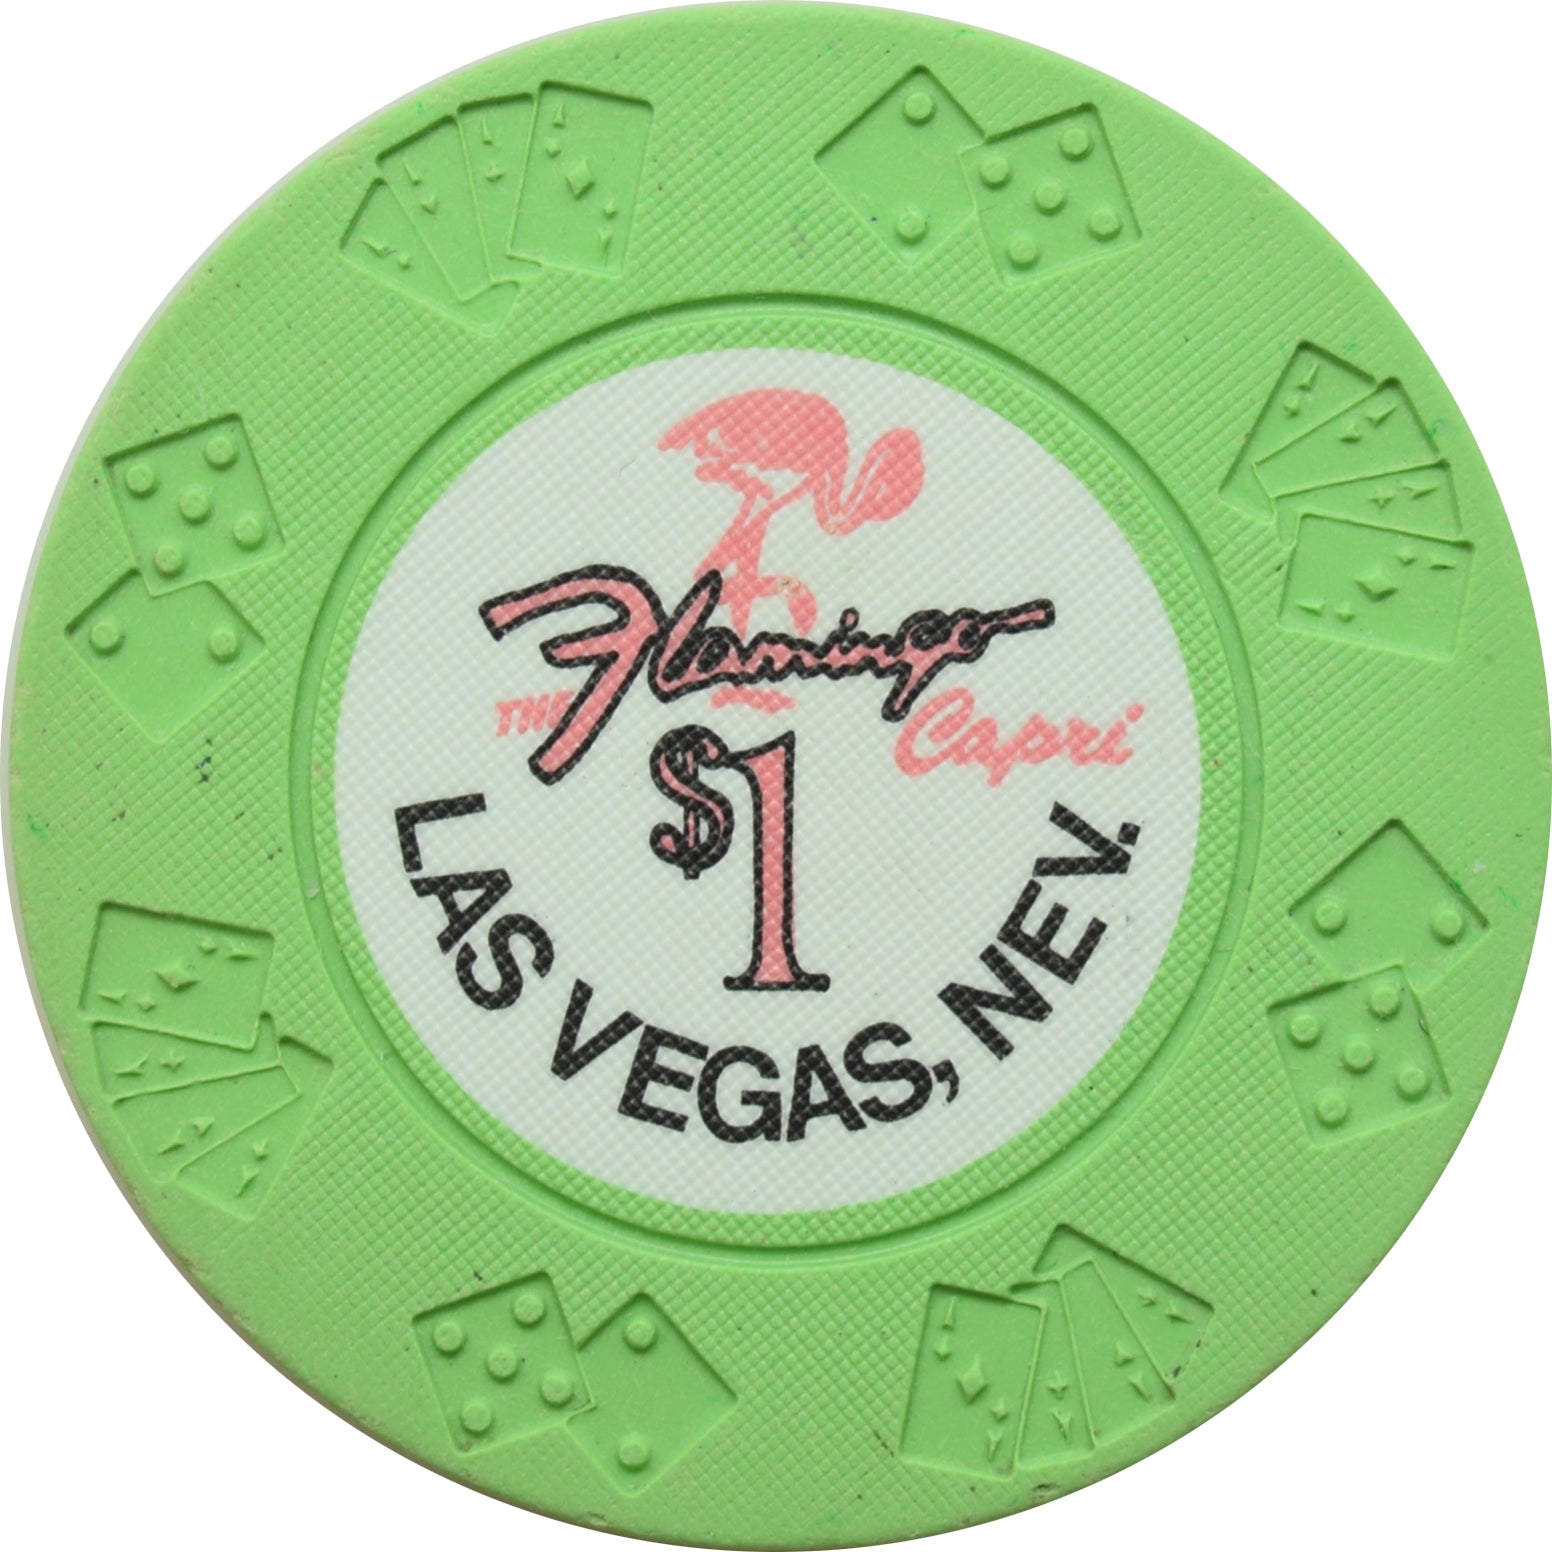 THE Flamingo Capri
$1
LAS VEGAS, NEV.